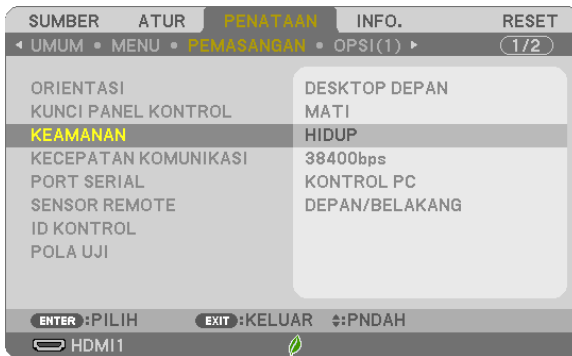 SUMBER ATUR PENATAAN INFO. RESET
UMUM • MENU • PEMASANGAN • OPSI(1) 1/2
ORIENTASI DESKTOP DEPAN
KUNCI PANEL KONTROL MATI
KEAMANAN HIDUP
KECEPATAN KOMUNIKASI 38400bps
PORT SERIAL KONTROL PC
SENSOR REMOTE DEPAN/BELAKANG
ID KONTROL
POLA UJI
ENTER :PILIH EXIT :KELUAR :PNDAH
HDMI1